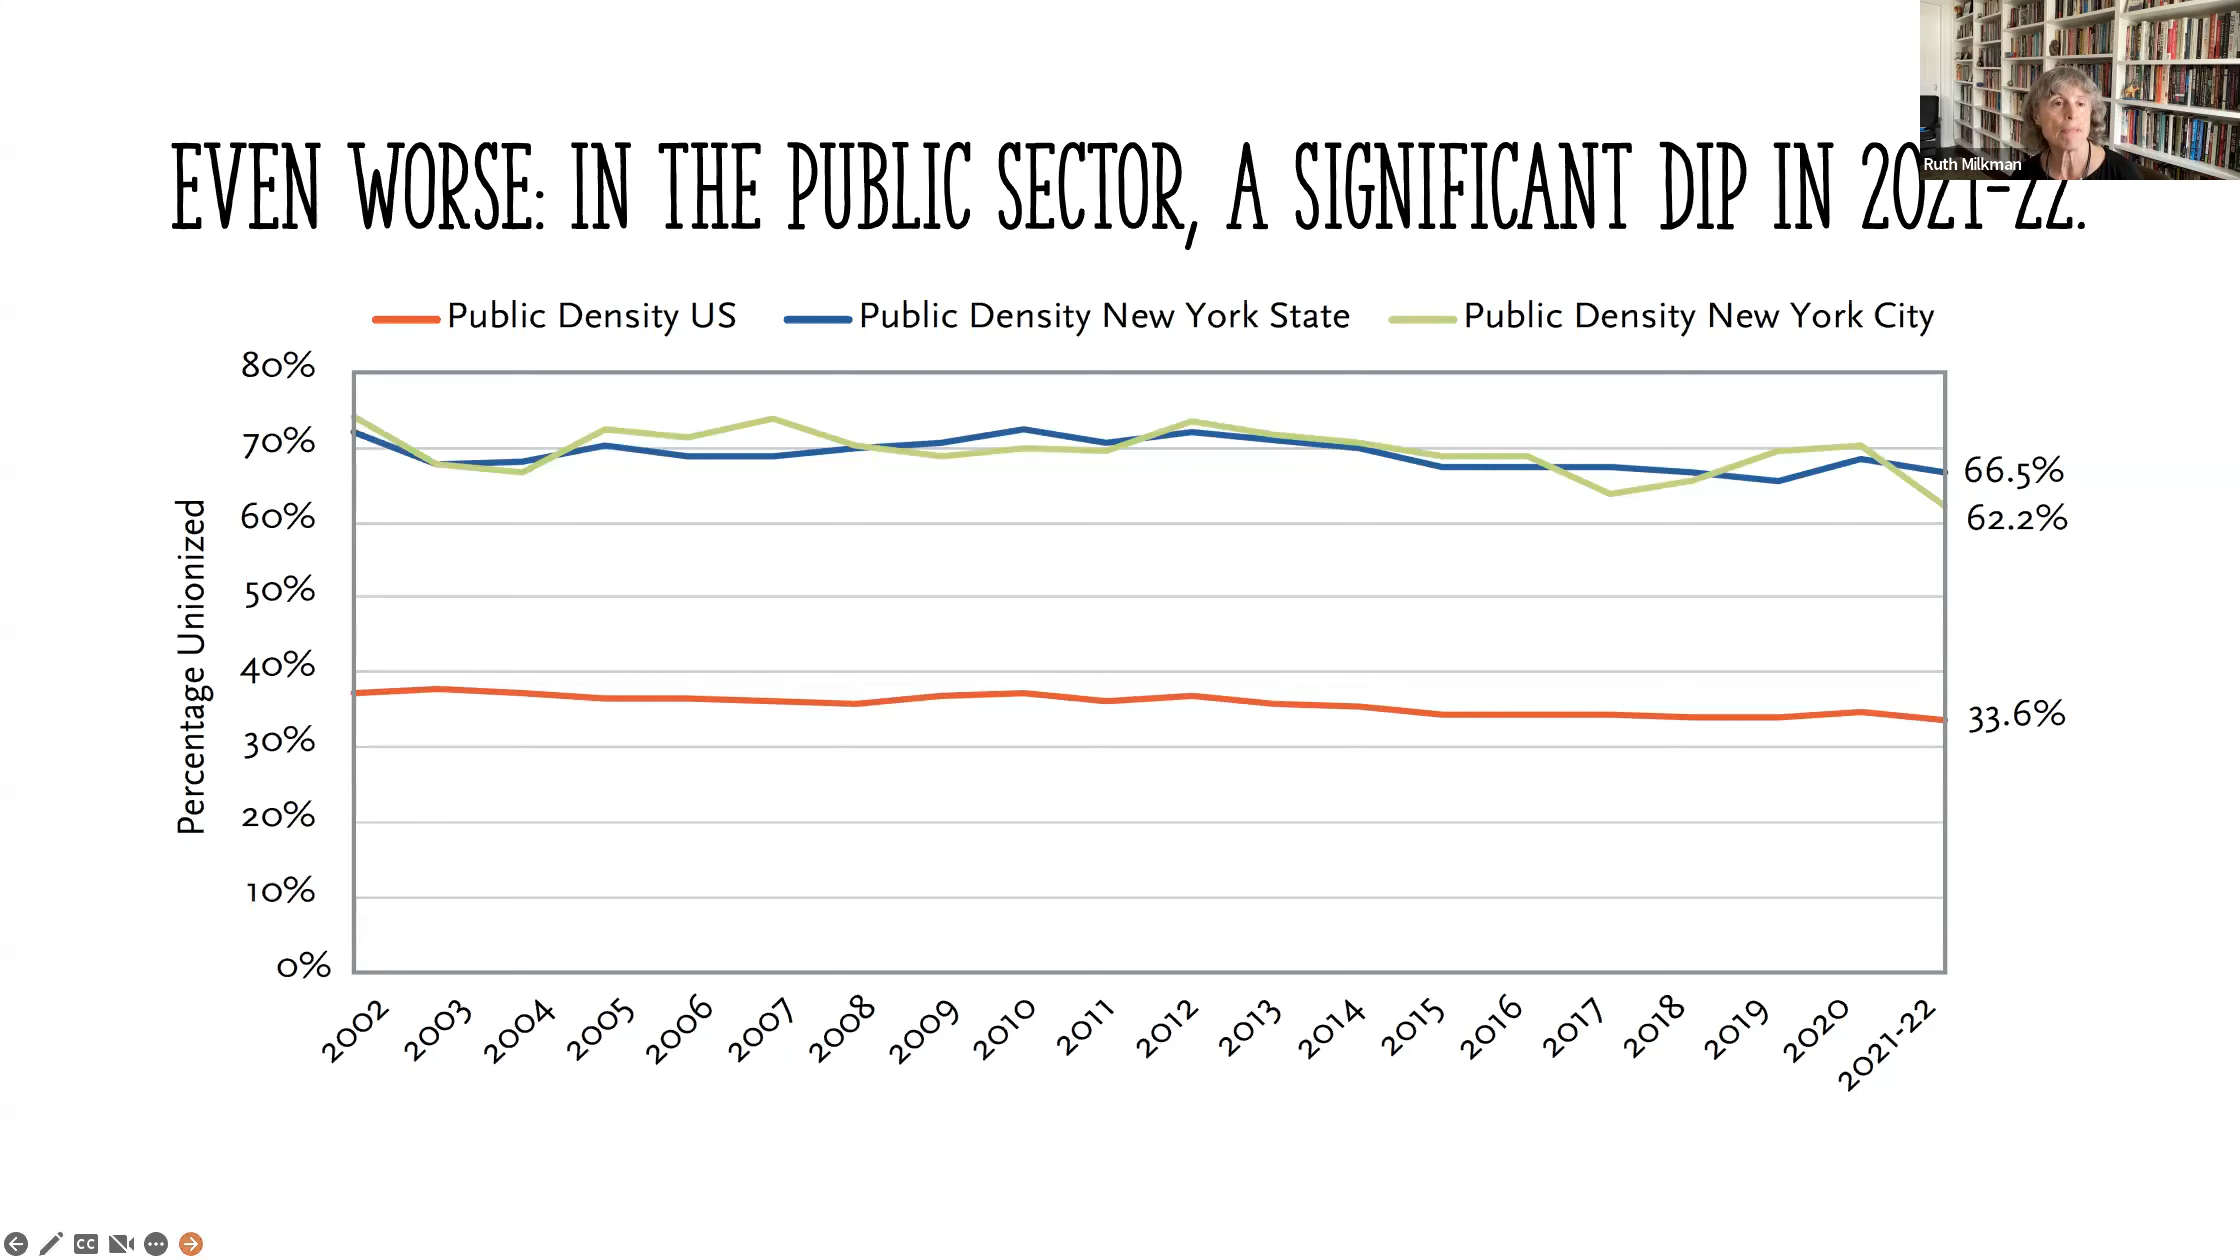 Ruth Milkman
EVEN WORSE: IN THE PUBLIC SECTOR, A SIGNIFICANT DIP IN 2021-22.
Public Density US Public Density New York State Public Density New York City
Percentage Unionized
80%
70%
60%
50%
40%
30%
20%
10%
0%
66.5%
62.2%
33.6%
2002 2003 2004 2005 2006 2007 2008 2009 2010 2011 2012 2013 2014 2015 2016 2017 2018 2019 2020 2021-22
CC